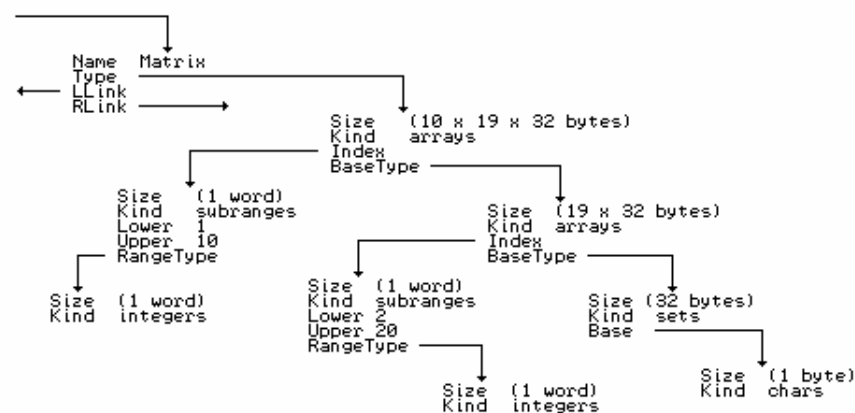 Name Matrix
Type
LLink
RLink
Size (10 x 19 x 32 bytes)
Kind arrays
Index
BaseType
Size (1 word)
Kind subranges
Lower 1
Upper 10
RangeType
Size (1 word)
Kind integers
Size (19 x 32 bytes)
Kind arrays
Index
BaseType
Size (1 word)
Kind subranges
Lower 2
Upper 20
RangeType
Size (1 word)
Kind integers
Size (32 bytes)
Kind sets
Base
Size (1 byte)
Kind chars